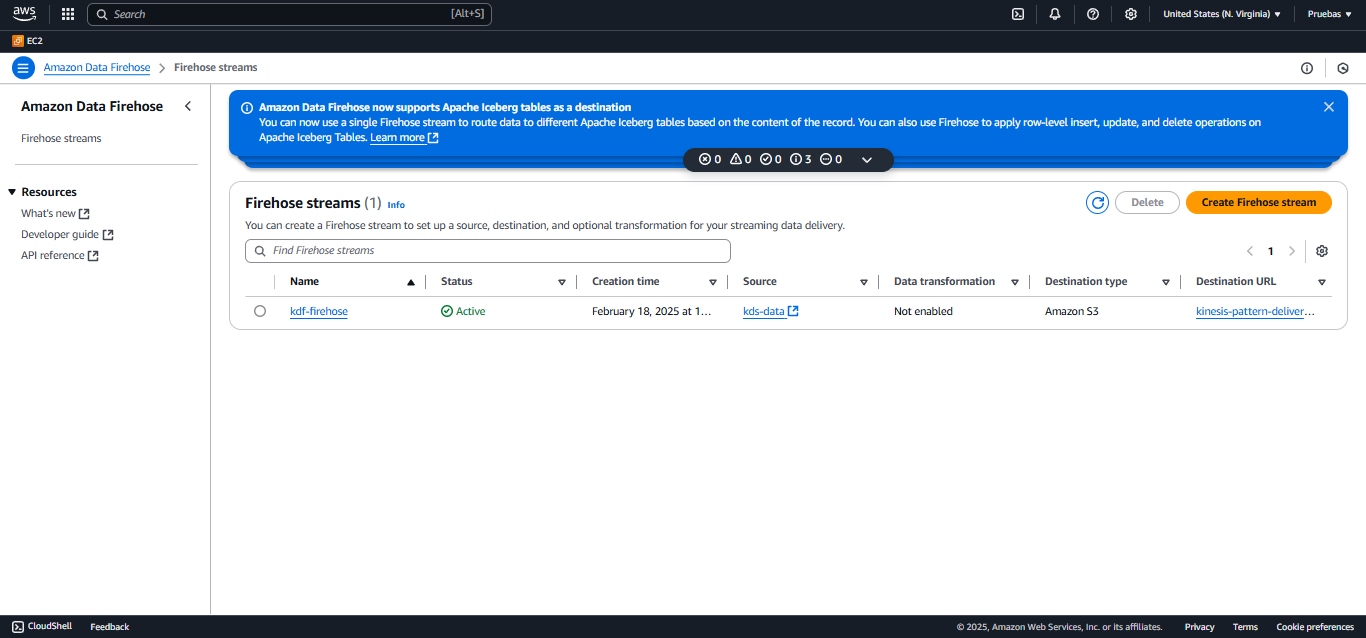 aws
Search [Alt+S]
United States (N. Virginia)
Pruebas
EC2
Amazon Data Firehose
Firehose streams
Amazon Data Firehose
Firehose streams
Resources
What's new
Developer guide
API reference
Amazon Data Firehose now supports Apache Iceberg tables as a destination
You can now use a single Firehose stream to route data to different Apache Iceberg tables based on the content of the record. You can also use Firehose to apply row-level insert, update, and delete operations on
Apache Iceberg Tables. Learn more
0 0 0 3 0
Firehose streams (1) Info
Delete
Create Firehose stream
You can create a Firehose stream to set up a source, destination, and optional transformation for your streaming data delivery.
Find Firehose streams
1
Name Status Creation time Source Data transformation Destination type Destination URL
kdf-firehose Active February 18, 2025 at 1... kds-data Not enabled Amazon S3 kinesis-pattern-deliver...
CloudShell Feedback © 2025, Amazon Web Services, Inc. or its affiliates. Privacy Terms Cookie preferences